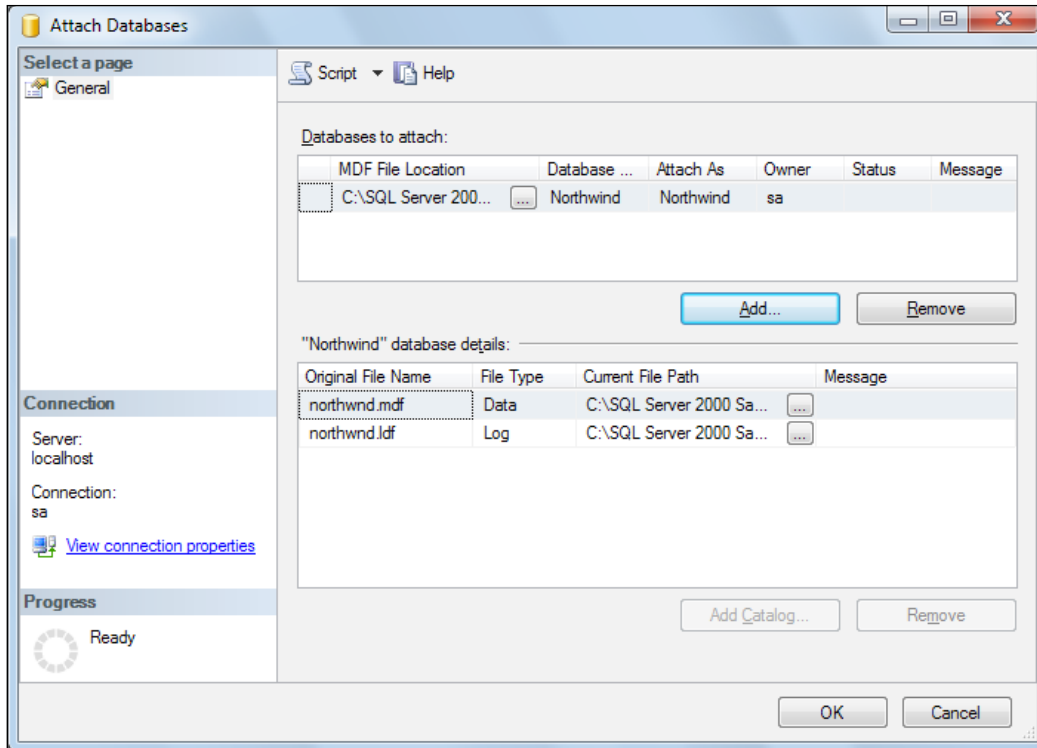 Attach Databases
Select a page
General
Script Help
Databases to attach:
MDF File Location Database ... Attach As Owner Status Message
C:\SQL Server 200... ... Northwind Northwind sa
Add... Remove
"Northwind" database details:
Original File Name File Type Current File Path Message
northwnd.mdf Data C:\SQL Server 2000 Sa... ...
northwnd.ldf Log C:\SQL Server 2000 Sa... ...
Add Catalog... Remove
Connection
Server:
localhost
Connection:
sa
View connection properties
Progress
Ready
OK Cancel